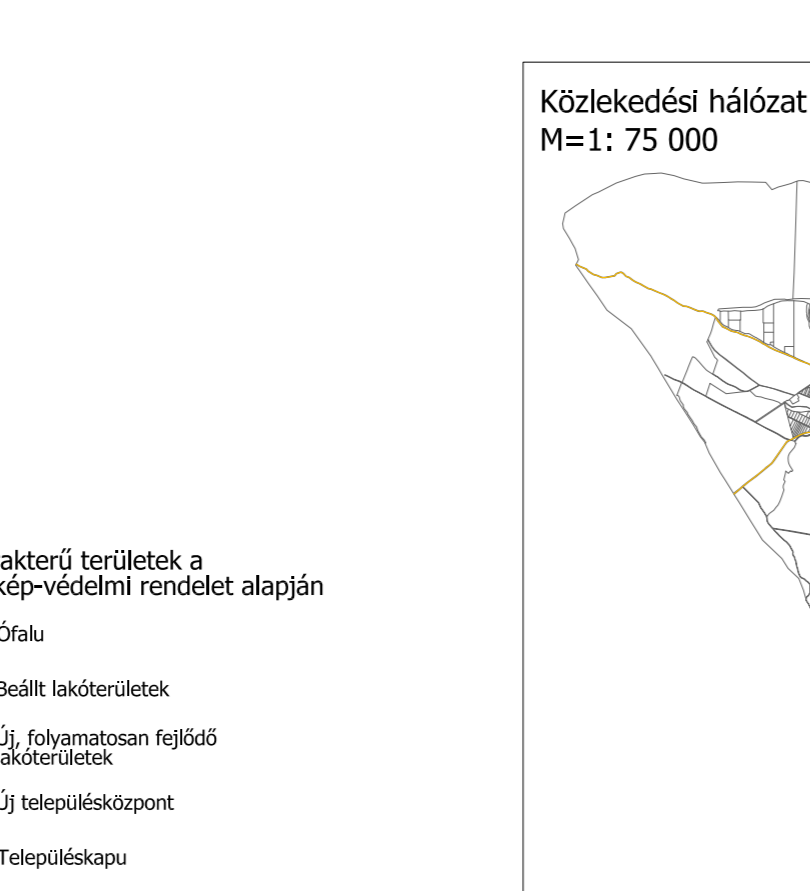 Közlekedési hálózat
M=1: 75 000
akterű területek a
kép-védelmi rendelet alapján
Ófalu
Beállt lakóterületek
Új, folyamatosan fejlődő
lakóterületek
Új településközpont
Településkapu